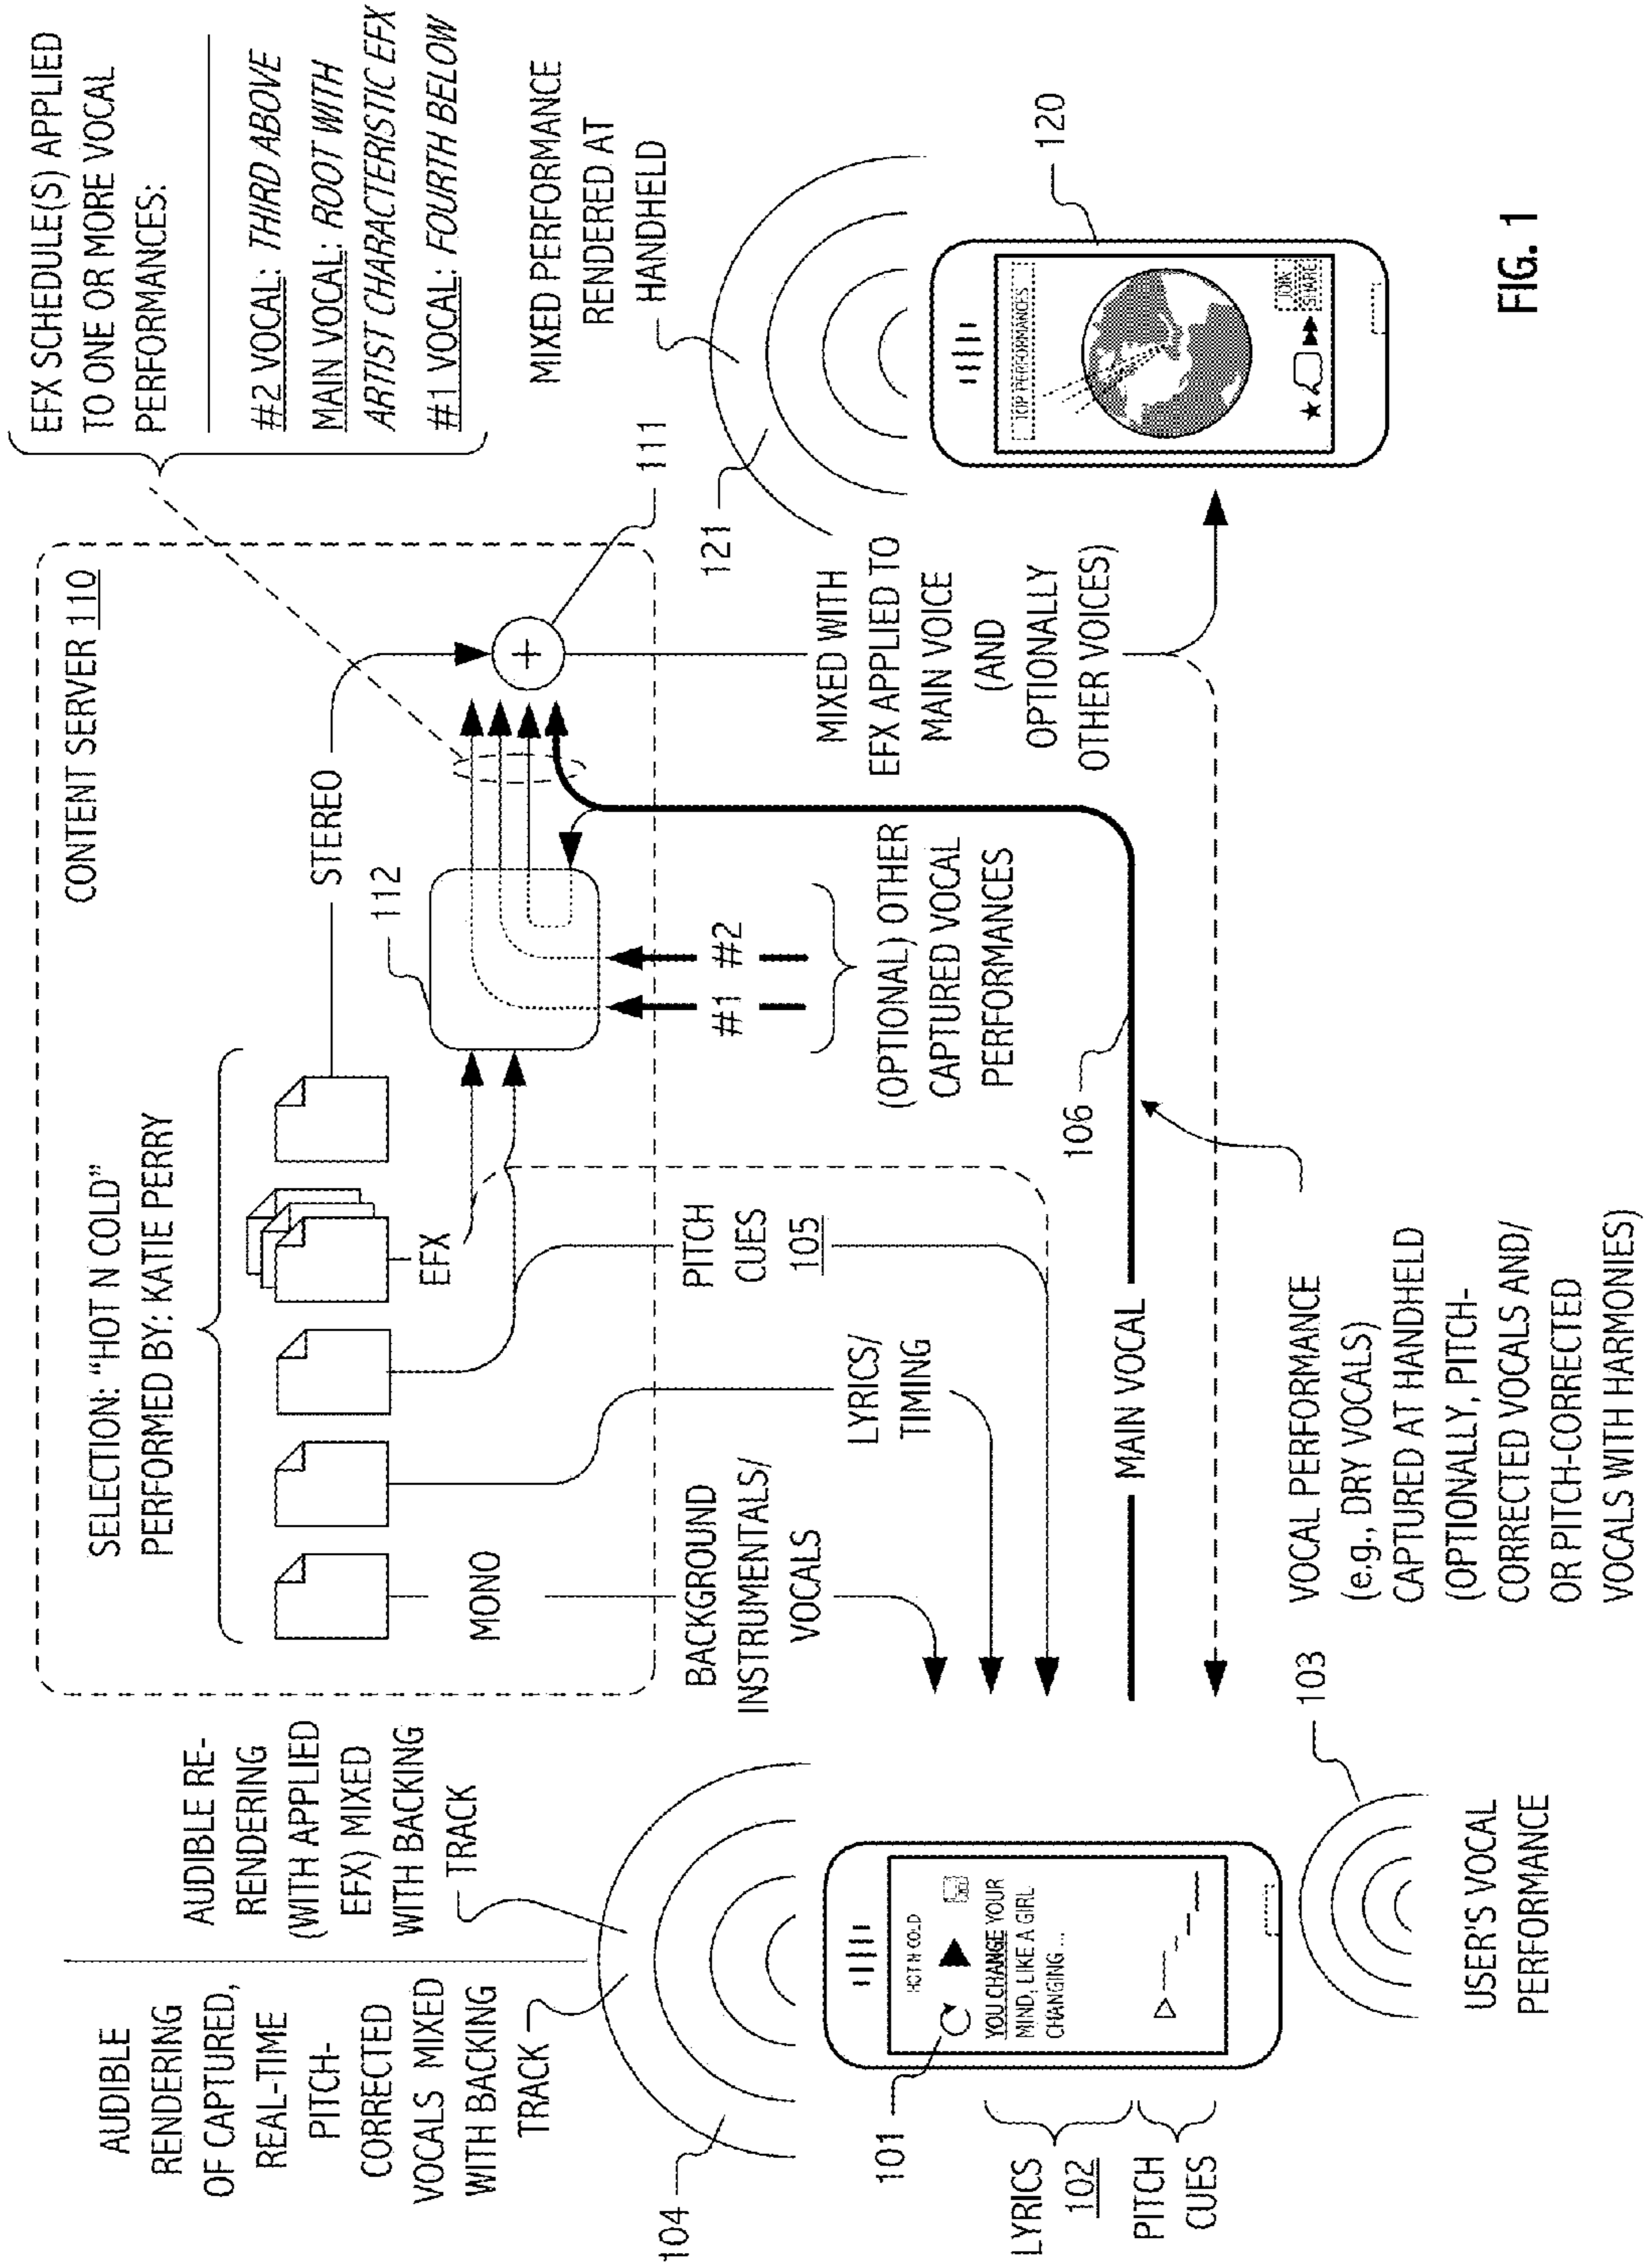 AUDIBLE
RENDERING
OF CAPTURED,
REAL-TIME
PITCH-
CORRECTED
VOCALS MIXED
WITH BACKING
TRACK
AUDIBLE RE-
RENDERING
(WITH APPLIED
EFX) MIXED
WITH BACKING
TRACK
104
SELECTION: "HOT N COLD"
PERFORMED BY: KATIE PERRY
CONTENT SERVER 110
MONO
EFX
STEREO
112
EFX SCHEDULE(S) APPLIED
TO ONE OR MORE VOCAL
PERFORMANCES:
#2 VOCAL: THIRD ABOVE
MAIN VOCAL: ROOT WITH
ARTIST CHARACTERISTIC EFX
#1 VOCAL: FOURTH BELOW
111
MIXED PERFORMANCE
RENDERED AT
HANDHELD
121
BACKGROUND
INSTRUMENTALS/
VOCALS
LYRICS/
TIMING
PITCH
CUES
105
#1
#2
(OPTIONAL) OTHER
CAPTURED VOCAL
PERFORMANCES
MIXED WITH
EFX APPLIED TO
MAIN VOICE
(AND
OPTIONALLY
OTHER VOICES)
101
HOT N COLD
YOU CHANGE YOUR
MIND, LIKE A GIRL
CHANGING ...
LYRICS
102
PITCH
CUES
MAIN VOCAL
106
TOP PERFORMANCES
JOIN
SHARE
120
103
USER'S VOCAL
PERFORMANCE
VOCAL PERFORMANCE
(e.g., DRY VOCALS)
CAPTURED AT HANDHELD
(OPTIONALLY, PITCH-
CORRECTED VOCALS AND/
OR PITCH-CORRECTED
VOCALS WITH HARMONIES)
FIG. 1